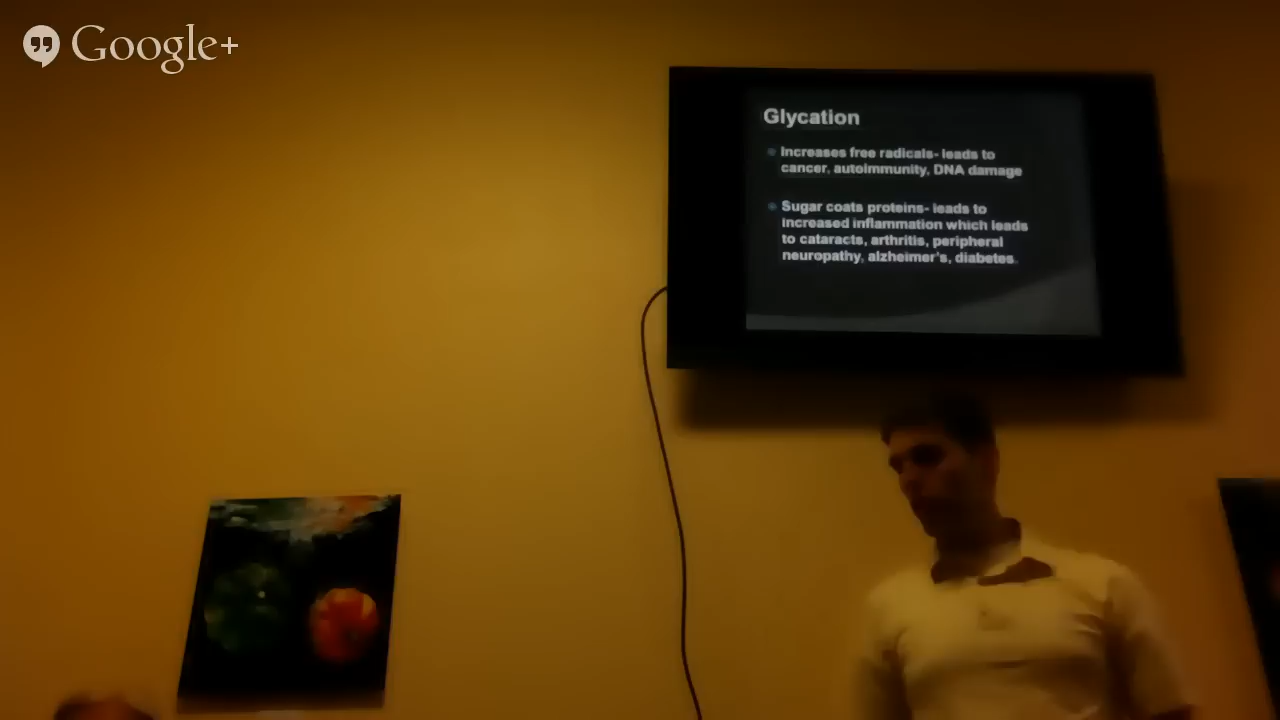 Google+
Glycation
Increases free radicals- leads to
cancer, autoimmunity, DNA damage
Sugar coats proteins- leads to
increased inflammation which leads
to cataracts, arthritis, peripheral
neuropathy, alzheimer's, diabetes.